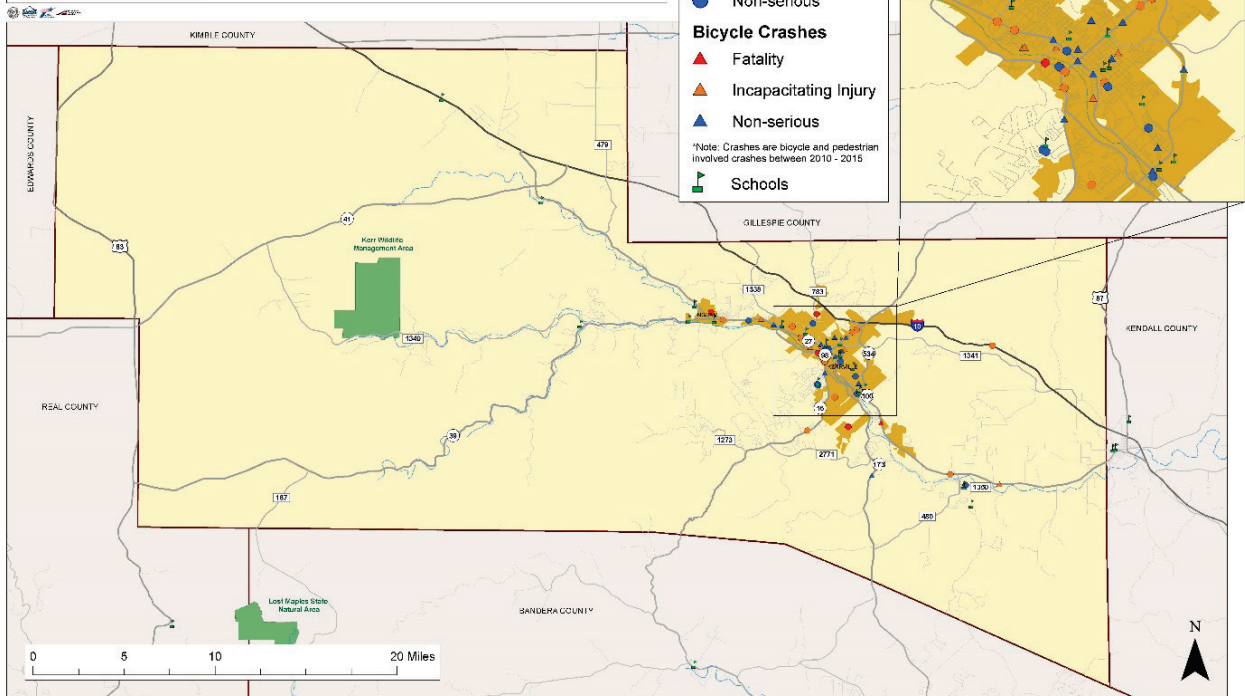 Non-serious
Bicycle Crashes
Fatality
Incapacitating Injury
Non-serious
*Note: Crashes are bicycle and pedestrian
involved crashes between 2010 - 2015
Schools
KIMBLE COUNTY
EDWARDS COUNTY
479
41
83
GILLESPIE COUNTY
Kerr Wildlife
Management Area
1338
783
87
KENDALL COUNTY
10
1340
27
98
534
1341
REAL COUNTY
16
39
1273
2771
173
1350
187
480
Lost Maples State
Natural Area
BANDERA COUNTY
0
5
10
20 Miles
N